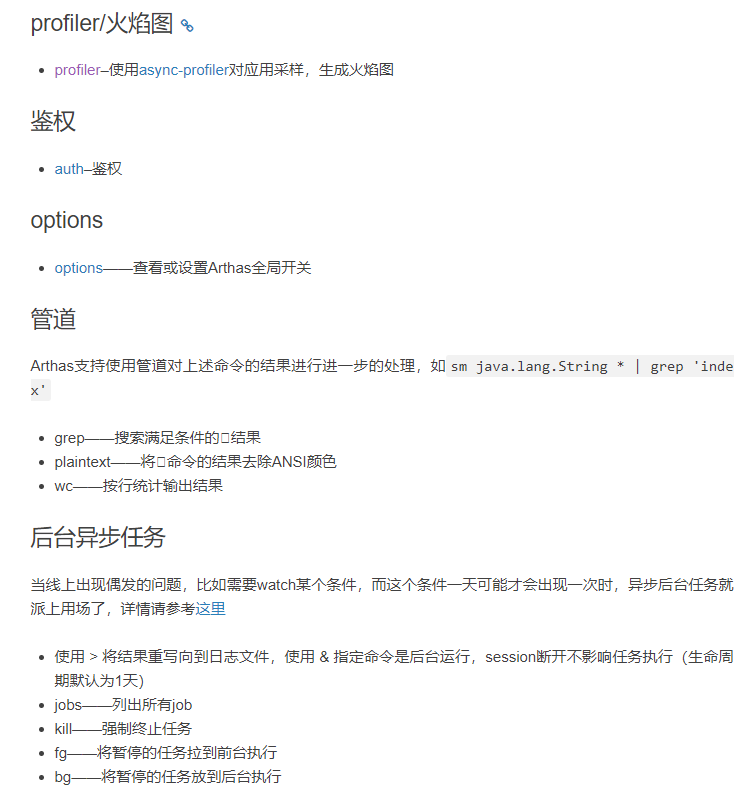 profiler/火焰图
profiler–使用async-profiler对应用采样，生成火焰图
鉴权
auth–鉴权
options
options——查看或设置Arthas全局开关
管道
Arthas支持使用管道对上述命令的结果进行进一步的处理，如 sm java.lang.String * | grep 'inde
x'
grep——搜索满足条件的结果
plaintext——将命令的结果去除ANSI颜色
wc——按行统计输出结果
后台异步任务
当线上出现偶发的问题，比如需要watch某个条件，而这个条件一天可能才会出现一次时，异步后台任务就
派上用场了，详情请参考这里
使用 > 将结果重写向到日志文件，使用 & 指定命令是后台运行，session断开不影响任务执行（生命周
期默认为1天）
jobs——列出所有job
kill——强制终止任务
fg——将暂停的任务拉到前台执行
bg——将暂停的任务放到后台执行